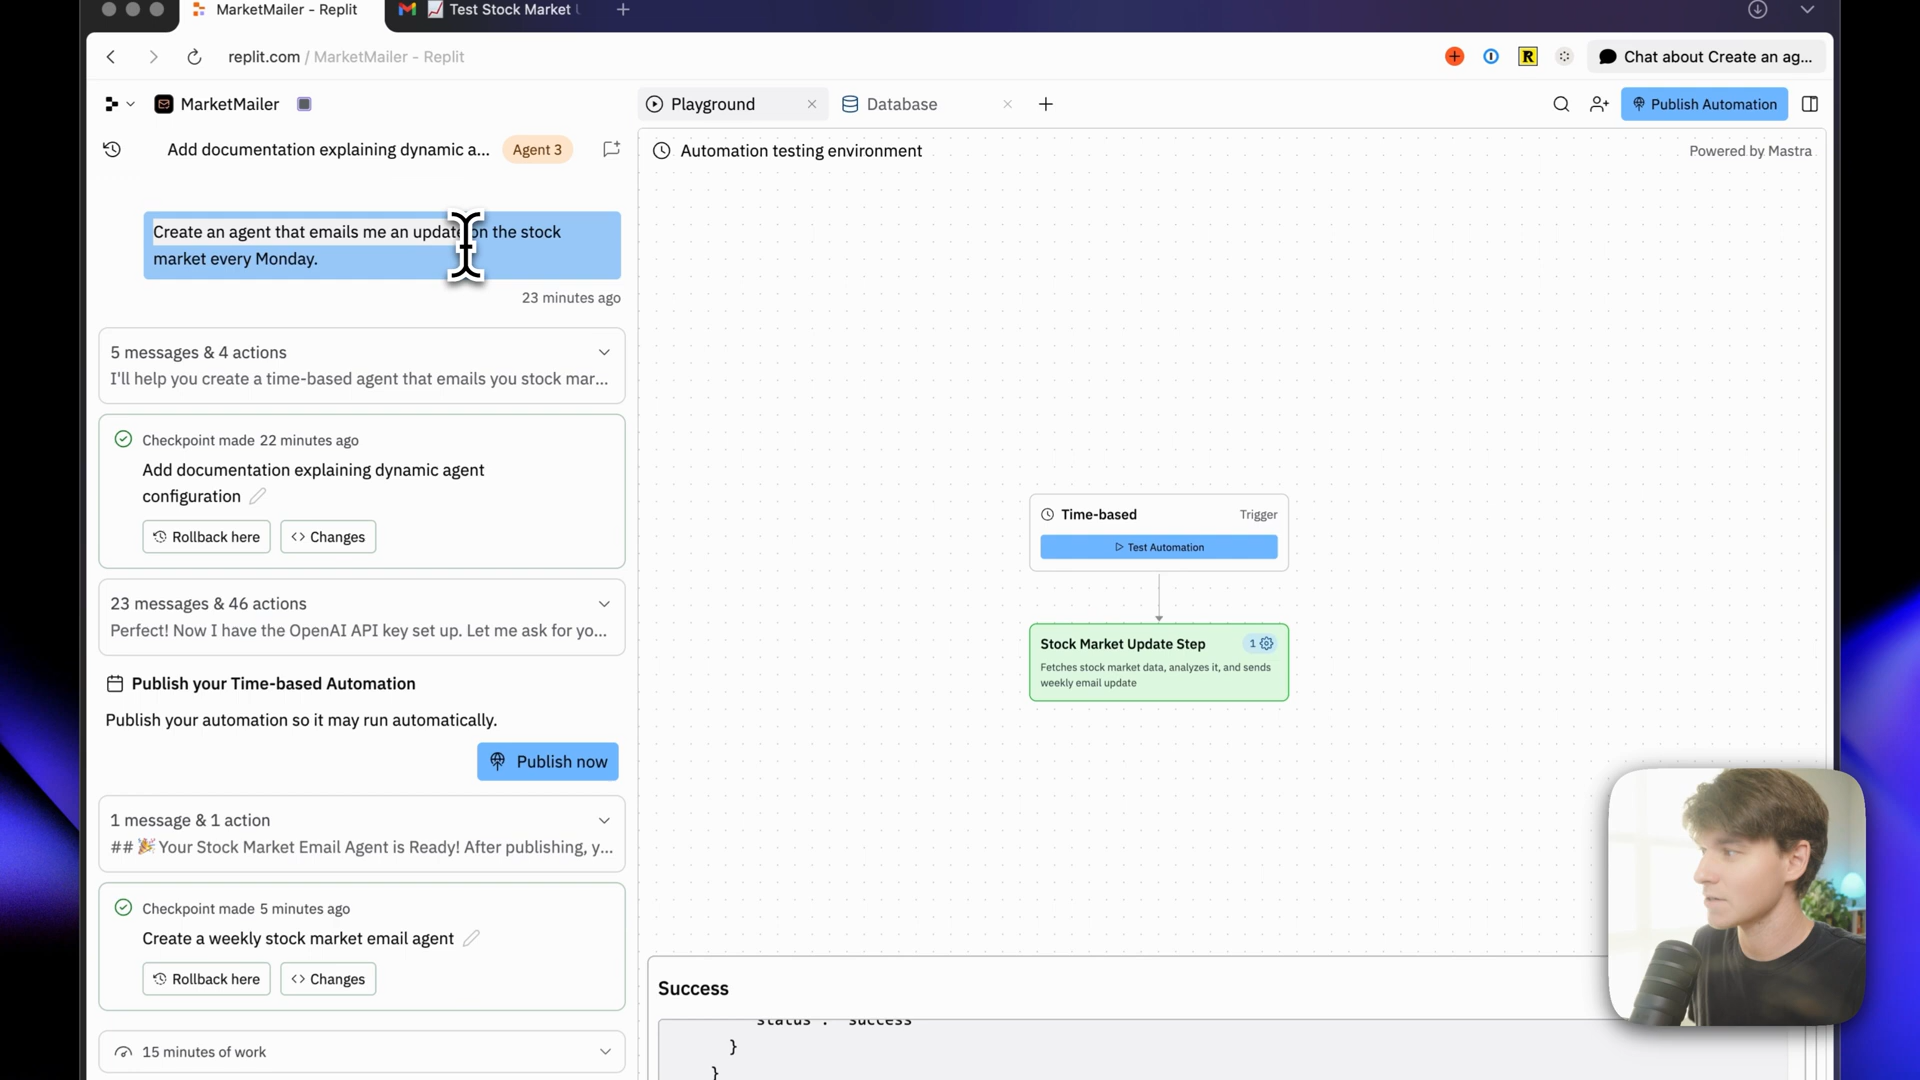 MarketMailer - Replit
Test Stock Market
replit.com / MarketMailer - Replit
R
Chat about Create an ag...
MarketMailer
Playground
Database
Publish Automation
Add documentation explaining dynamic a...
Agent 3
Automation testing environment
Powered by Mastra
Create an agent that emails me an update on the stock
market every Monday.
23 minutes ago
5 messages & 4 actions
I'll help you create a time-based agent that emails you stock mar...
Checkpoint made 22 minutes ago
Add documentation explaining dynamic agent
configuration
Rollback here
Changes
Time-based
Trigger
Test Automation
23 messages & 46 actions
Perfect! Now I have the OpenAI API key set up. Let me ask for yo...
Stock Market Update Step
1
Fetches stock market data, analyzes it, and sends
weekly email update
Publish your Time-based Automation
Publish your automation so it may run automatically.
Publish now
1 message & 1 action
## 🎉 Your Stock Market Email Agent is Ready! After publishing, y...
Checkpoint made 5 minutes ago
Create a weekly stock market email agent
Rollback here
Changes
Success
"status": "success"
}
}
15 minutes of work